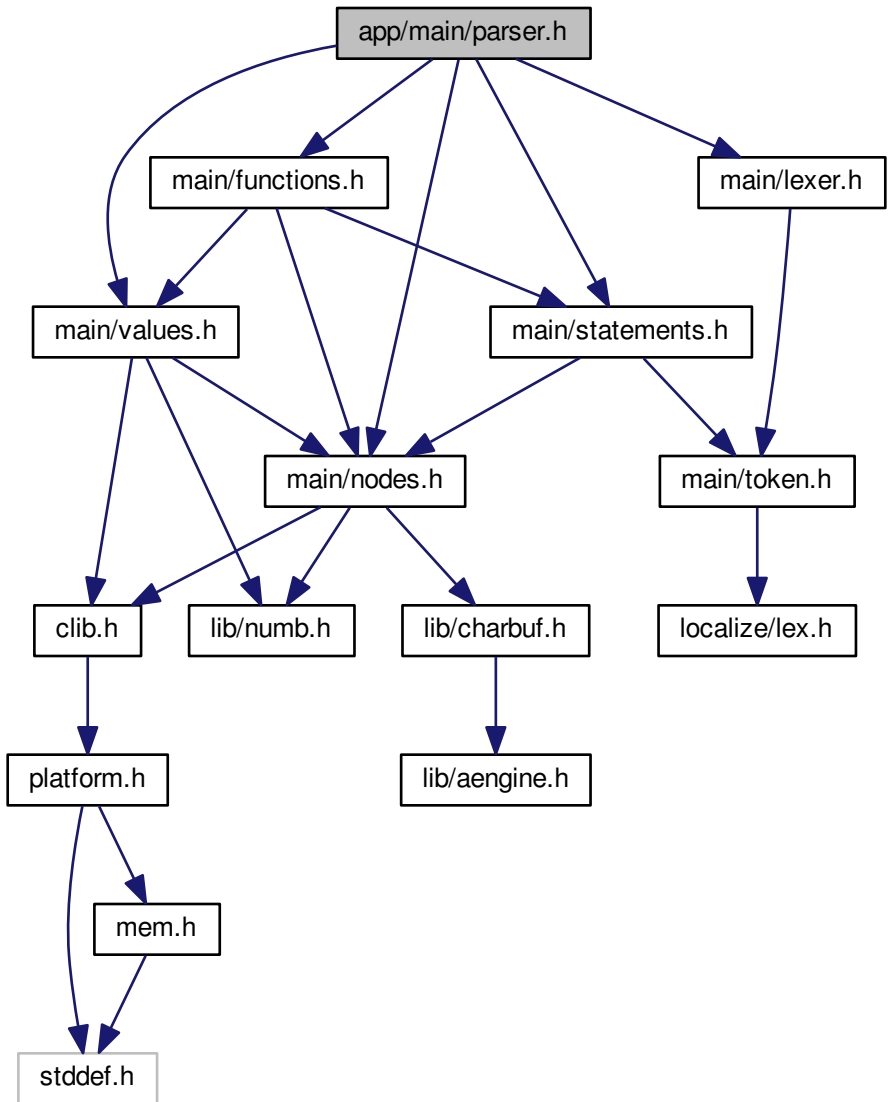 app/main/parser.h
main/functions.h
main/lexer.h
main/values.h
main/statements.h
main/nodes.h
main/token.h
clib.h
lib/numb.h
lib/charbuf.h
localize/lex.h
platform.h
lib/aengine.h
mem.h
stddef.h